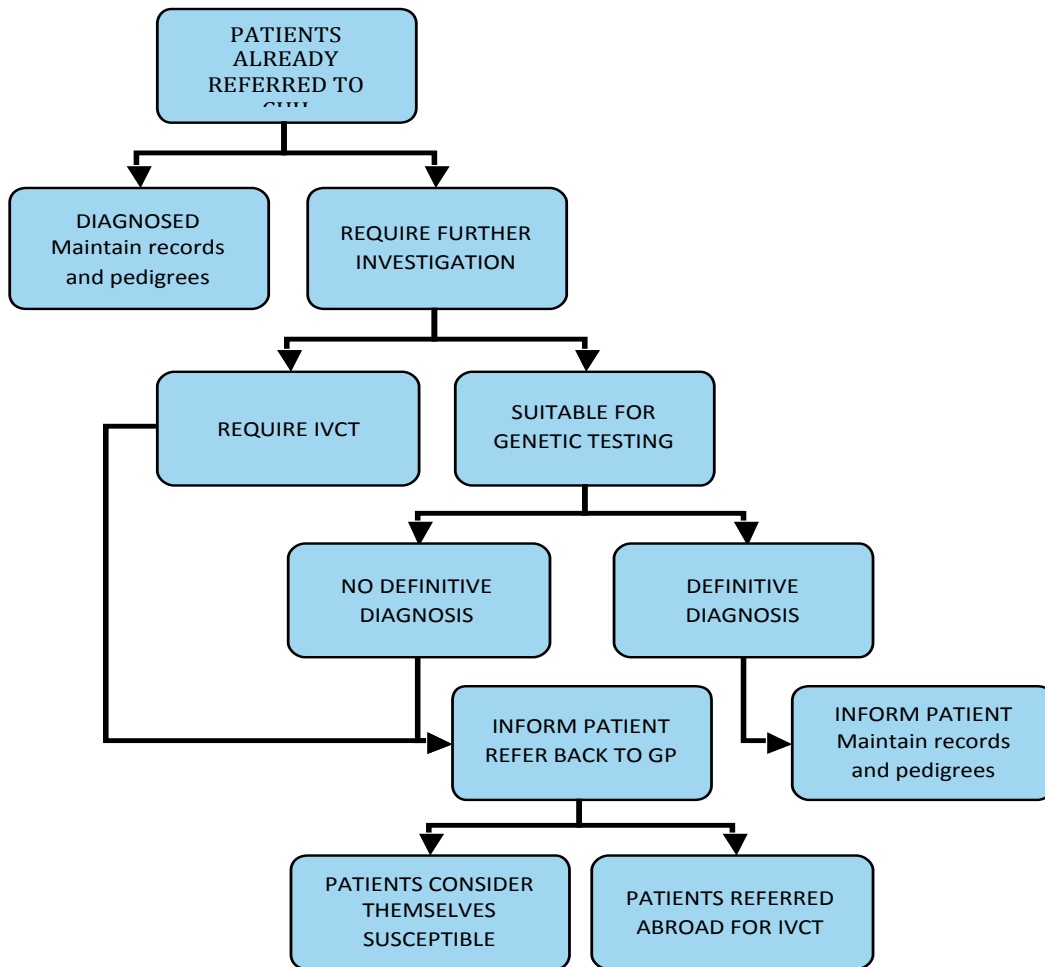 PATIENTS
ALREADY
REFERRED TO
DIAGNOSED
Maintain records
and pedigrees
REQUIRE FURTHER
INVESTIGATION
REQUIRE IVCT
SUITABLE FOR
GENETIC TESTING
NO DEFINITIVE
DIAGNOSIS
DEFINITIVE
DIAGNOSIS
INFORM PATIENT
REFER BACK TO GP
INFORM PATIENT
Maintain records
and pedigrees
PATIENTS CONSIDER
THEMSELVES
SUSCEPTIBLE
PATIENTS REFERRED
ABROAD FOR IVCT